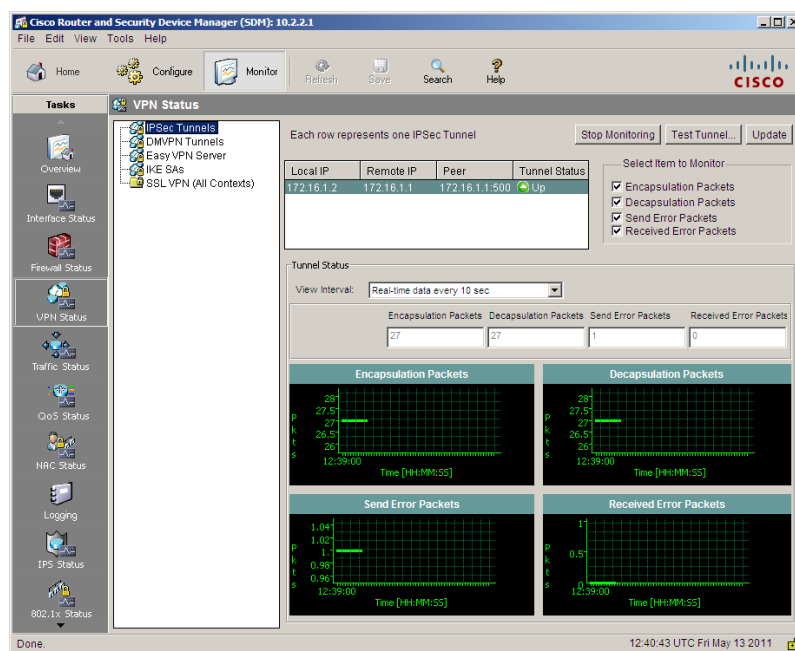 Cisco Router and Security Device Manager (SDM): 10.2.2.1
File Edit View Tools Help
Home Configure Monitor Refresh Save Search Help
CISCO
Tasks
VPN Status
Overview
Interface Status
Firewall Status
VPN Status
Traffic Status
QoS Status
NAC Status
Logging
IPS Status
802.1x Status
IPSec Tunnels
DMVPN Tunnels
Easy VPN Server
IKE SAs
SSL VPN (All Contexts)
Each row represents one IPSec Tunnel
Stop Monitoring Test Tunnel... Update
Local IP Remote IP Peer Tunnel Status
172.16.1.2 172.16.1.1 172.16.1.1:500 Up
Select Item to Monitor
Encapsulation Packets
Decapsulation Packets
Send Error Packets
Received Error Packets
Tunnel Status
View Interval: Real-time data every 10 sec
Encapsulation Packets Decapsulation Packets Send Error Packets Received Error Packets
27 27 1 0
Encapsulation Packets
28
27.5
27
26.5
26
Pkts
12:39:00
Time [HH:MM:SS]
Decapsulation Packets
28
27.5
27
26.5
26
Pkts
12:39:00
Time [HH:MM:SS]
Send Error Packets
1.04
1.02
1.
0.98
0.96
Pkts
12:39:00
Time [HH:MM:SS]
Received Error Packets
1
0.5
0
Pkts
12:39:00
Time [HH:MM:SS]
Done.
12:40:43 UTC Fri May 13 2011